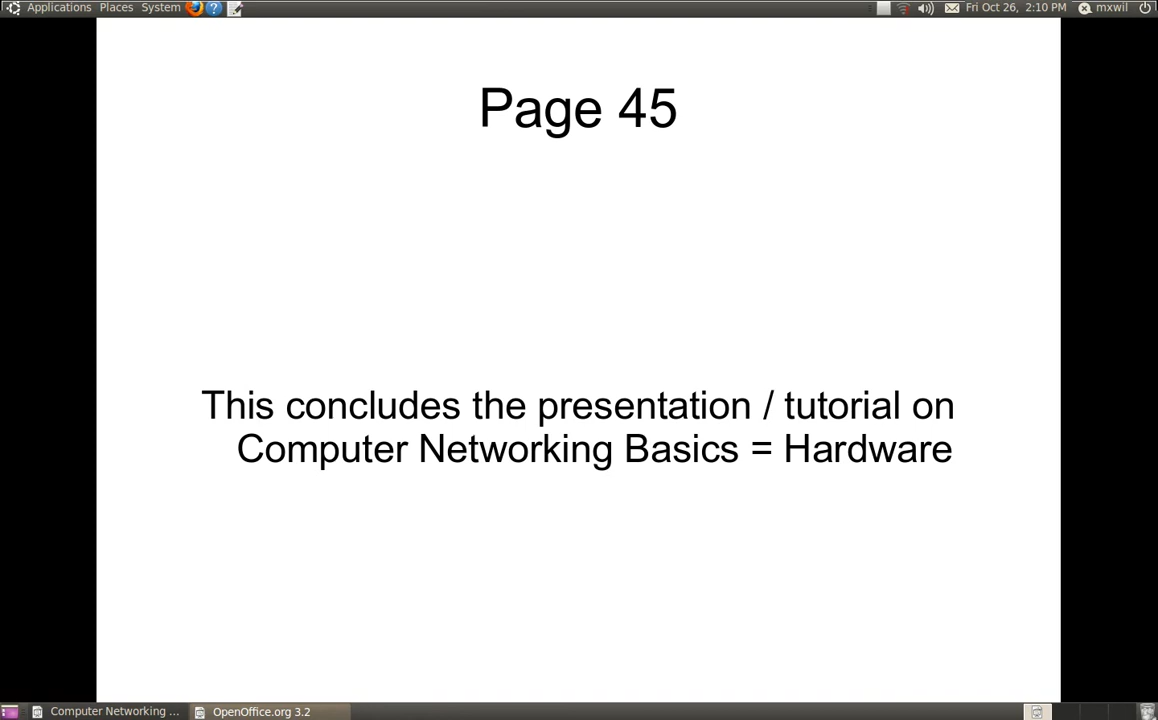 Applications Places System
Fri Oct 26, 2:10 PM
mxwil
Page 45
This concludes the presentation / tutorial on
Computer Networking Basics = Hardware
Computer Networking ...
OpenOffice.org 3.2